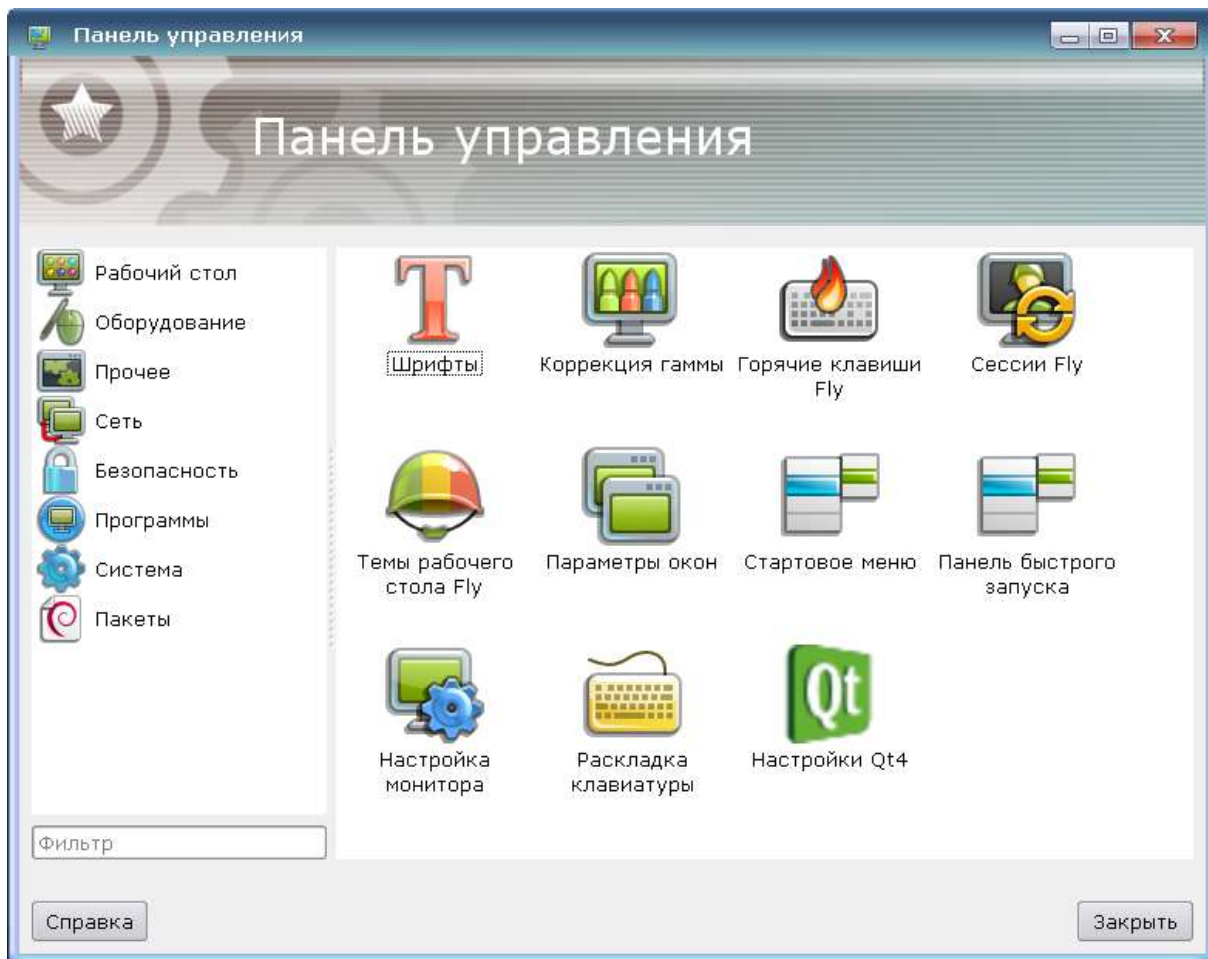 Панель управления
Панель управления
Рабочий стол
Оборудование
Прочее
Сеть
Безопасность
Программы
Система
Пакеты
Фильтр
Шрифты
Коррекция гаммы
Горячие клавиши
Fly
Сессии Fly
Темы рабочего
стола Fly
Параметры окон
Стартовое меню
Панель быстрого
запуска
Настройка
монитора
Раскладка
клавиатуры
Qt
Настройки Qt4
Справка
Закрыть